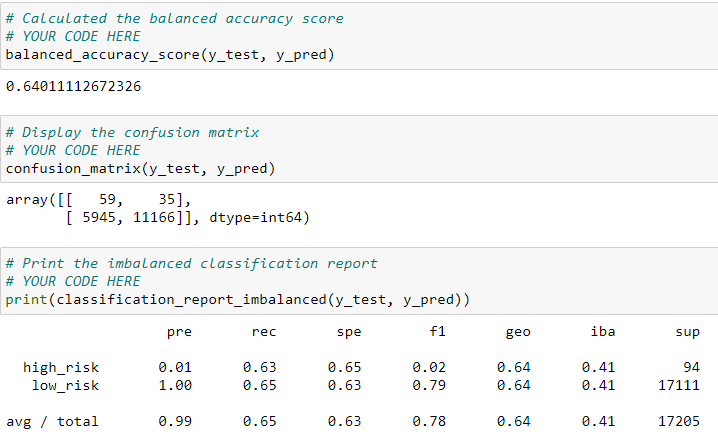 # Calculated the balanced accuracy score
# YOUR CODE HERE
balanced_accuracy_score(y_test, y_pred)
0.64011112672326
# Display the confusion matrix
# YOUR CODE HERE
confusion_matrix(y_test, y_pred)
array([[   59,    35],
       [ 5945, 11166]], dtype=int64)
# Print the imbalanced classification report
# YOUR CODE HERE
print(classification_report_imbalanced(y_test, y_pred))
pre rec spe f1 geo iba sup
high_risk 0.01 0.63 0.65 0.02 0.64 0.41 94
low_risk 1.00 0.65 0.63 0.79 0.64 0.41 17111
avg / total 0.99 0.65 0.63 0.78 0.64 0.41 17205